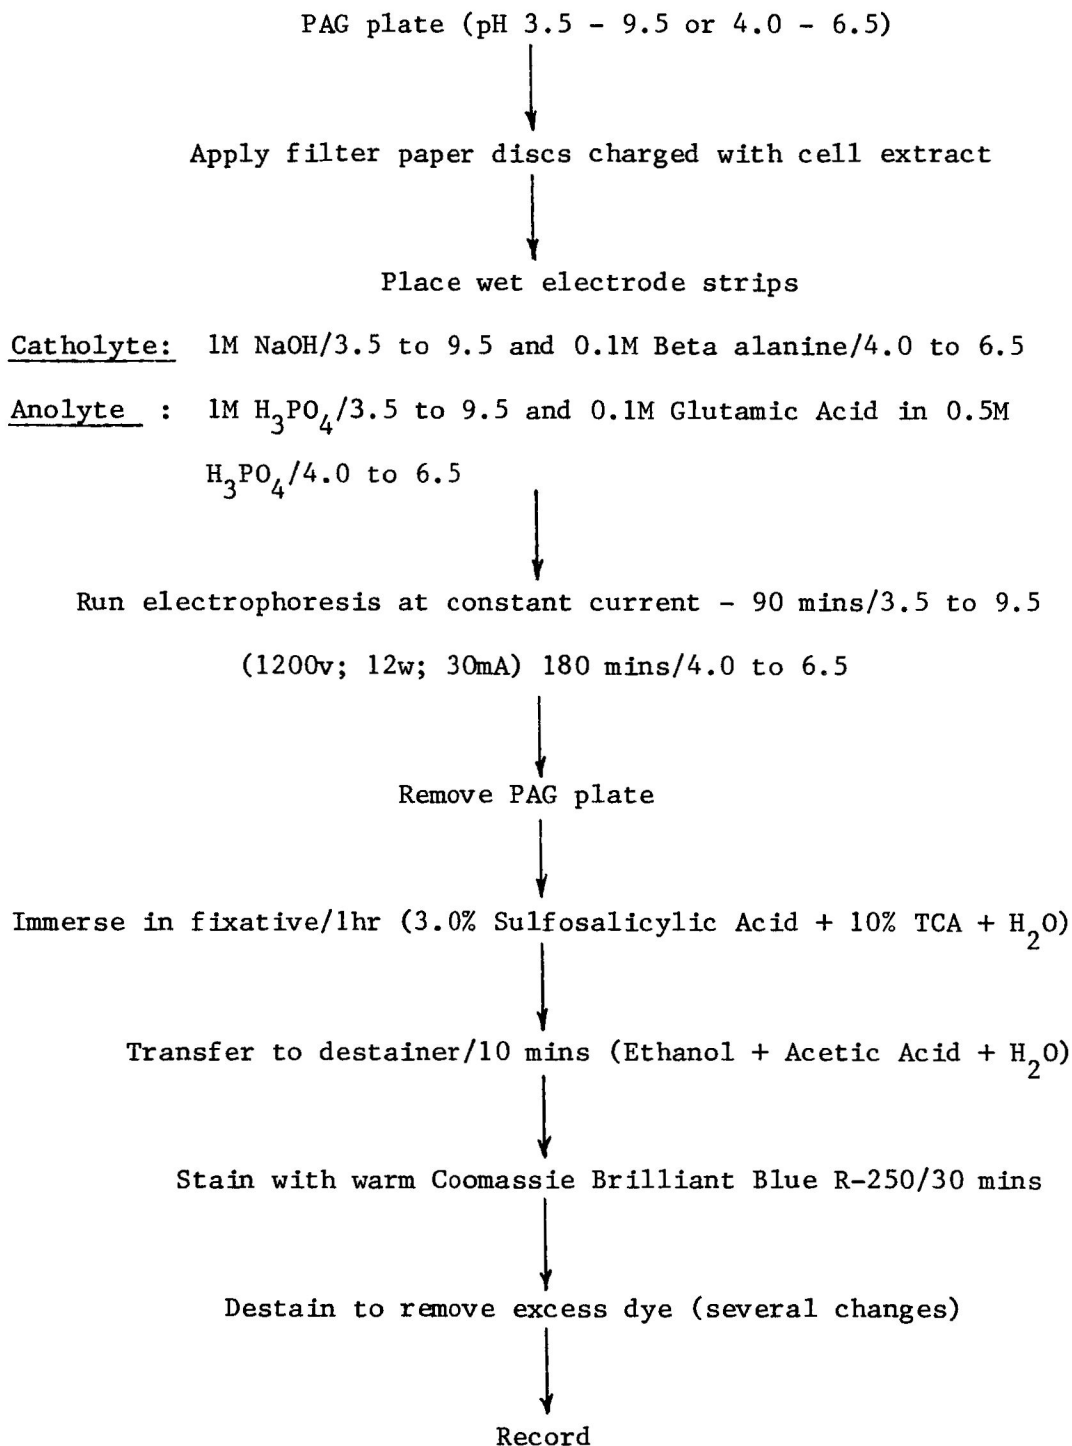 PAG plate (pH 3.5 - 9.5 or 4.0 - 6.5)
Apply filter paper discs charged with cell extract
Place wet electrode strips
Catholyte: 1M NaOH/3.5 to 9.5 and 0.1M Beta alanine/4.0 to 6.5
Anolyte : 1M H₃PO₄/3.5 to 9.5 and 0.1M Glutamic Acid in 0.5M
H₃PO₄/4.0 to 6.5
Run electrophoresis at constant current - 90 mins/3.5 to 9.5
(1200v; 12w; 30mA) 180 mins/4.0 to 6.5
Remove PAG plate
Immerse in fixative/1hr (3.0% Sulfosalicylic Acid + 10% TCA + H₂O)
Transfer to destainer/10 mins (Ethanol + Acetic Acid + H₂O)
Stain with warm Coomassie Brilliant Blue R-250/30 mins
Destain to remove excess dye (several changes)
Record